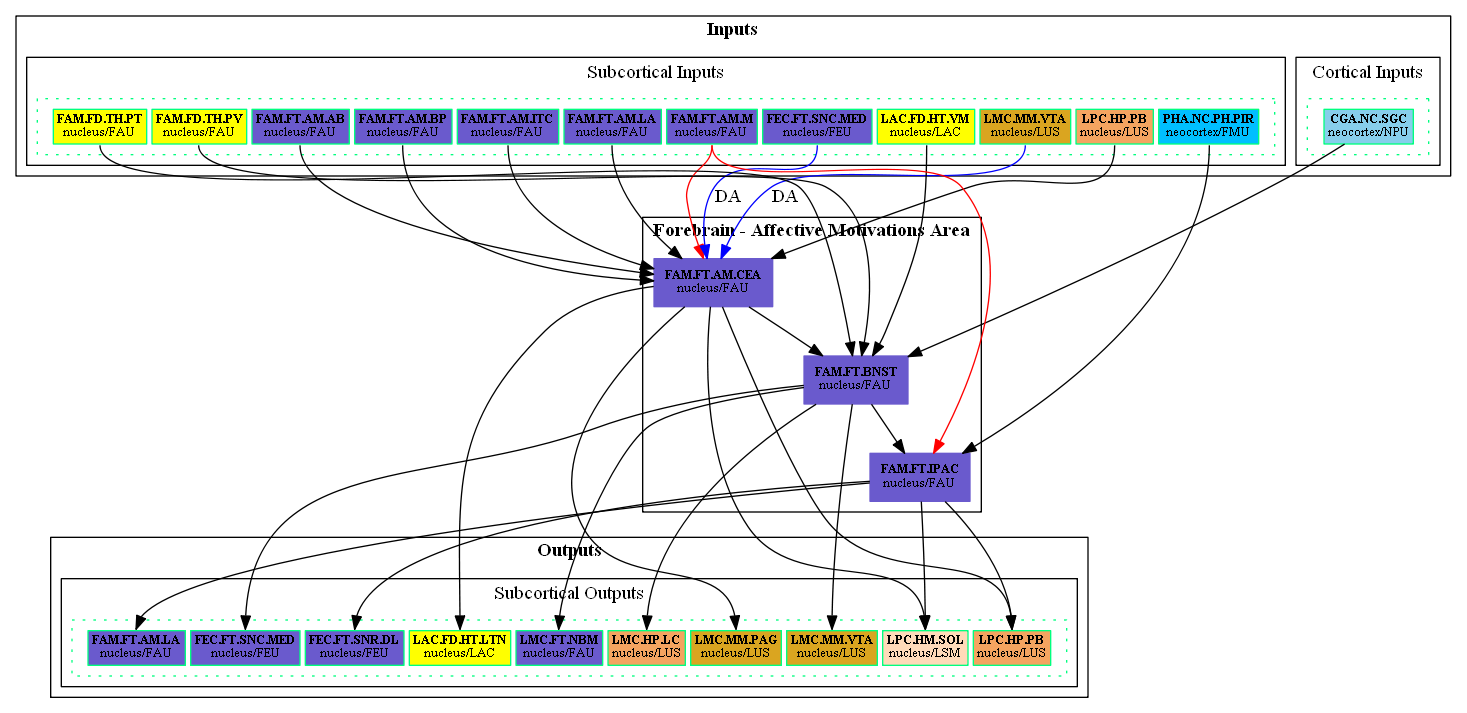 Inputs
Subcortical Inputs
Cortical Inputs
FAM.FD.TH.PT
nucleus/FAU
FAM.FD.TH.PV
nucleus/FAU
FAM.FT.AM.AB
nucleus/FAU
FAM.FT.AM.BP
nucleus/FAU
FAM.FT.AM.ITC
nucleus/FAU
FAM.FT.AM.LA
nucleus/FAU
FAM.FT.AM.M
nucleus/FAU
FEC.FT.SNC.MED
nucleus/FEU
LAC.FD.HT.VM
nucleus/LAC
LMC.MM.VTA
nucleus/LUS
LPC.HP.PB
nucleus/LUS
PHA.NC.PH.PIR
neocortex/FMU
CGA.NC.SGC
neocortex/NPU
DA
DA
Forebrain - Affective Motivations Area
FAM.FT.AM.CEA
nucleus/FAU
FAM.FT.BNST
nucleus/FAU
FAM.FT.IPAC
nucleus/FAU
Outputs
Subcortical Outputs
FAM.FT.AM.LA
nucleus/FAU
FEC.FT.SNC.MED
nucleus/FEU
FEC.FT.SNR.DL
nucleus/FEU
LAC.FD.HT.LTN
nucleus/LAC
LMC.FT.NBM
nucleus/FAU
LMC.HP.LC
nucleus/LUS
LMC.MM.PAG
nucleus/LUS
LMC.MM.VTA
nucleus/LUS
LPC.HM.SOL
nucleus/LSM
LPC.HP.PB
nucleus/LUS